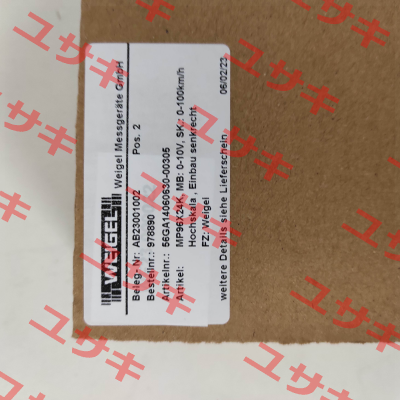 WEIGEL
Weigel Messgeräte GmbH
Beleg-Nr: AB23001002 Pos. 2
Bestellnr.: 978890
Artikelnr.: 56GA14060630-00305
Artikel: MP96X24K, MB: 0-10V, SK.: 0-100km/h
Hochskala , Einbau senkrecht
FZ: Weigel
weitere Details siehe Lieferschein
06/02/23
ユサキ
ユサキ
ユサキ
ユサキ
ユサキ
ユサキ
ユサキ